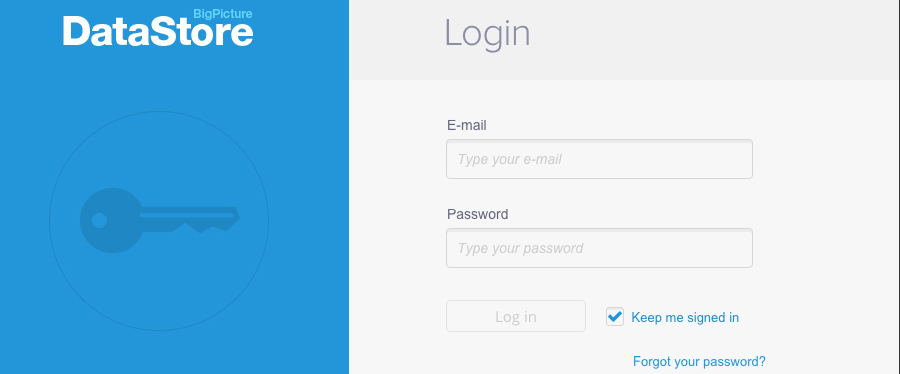 BigPicture
DataStore
Login
E-mail
Type your e-mail
Password
Type your password
Log in
Keep me signed in
Forgot your password?